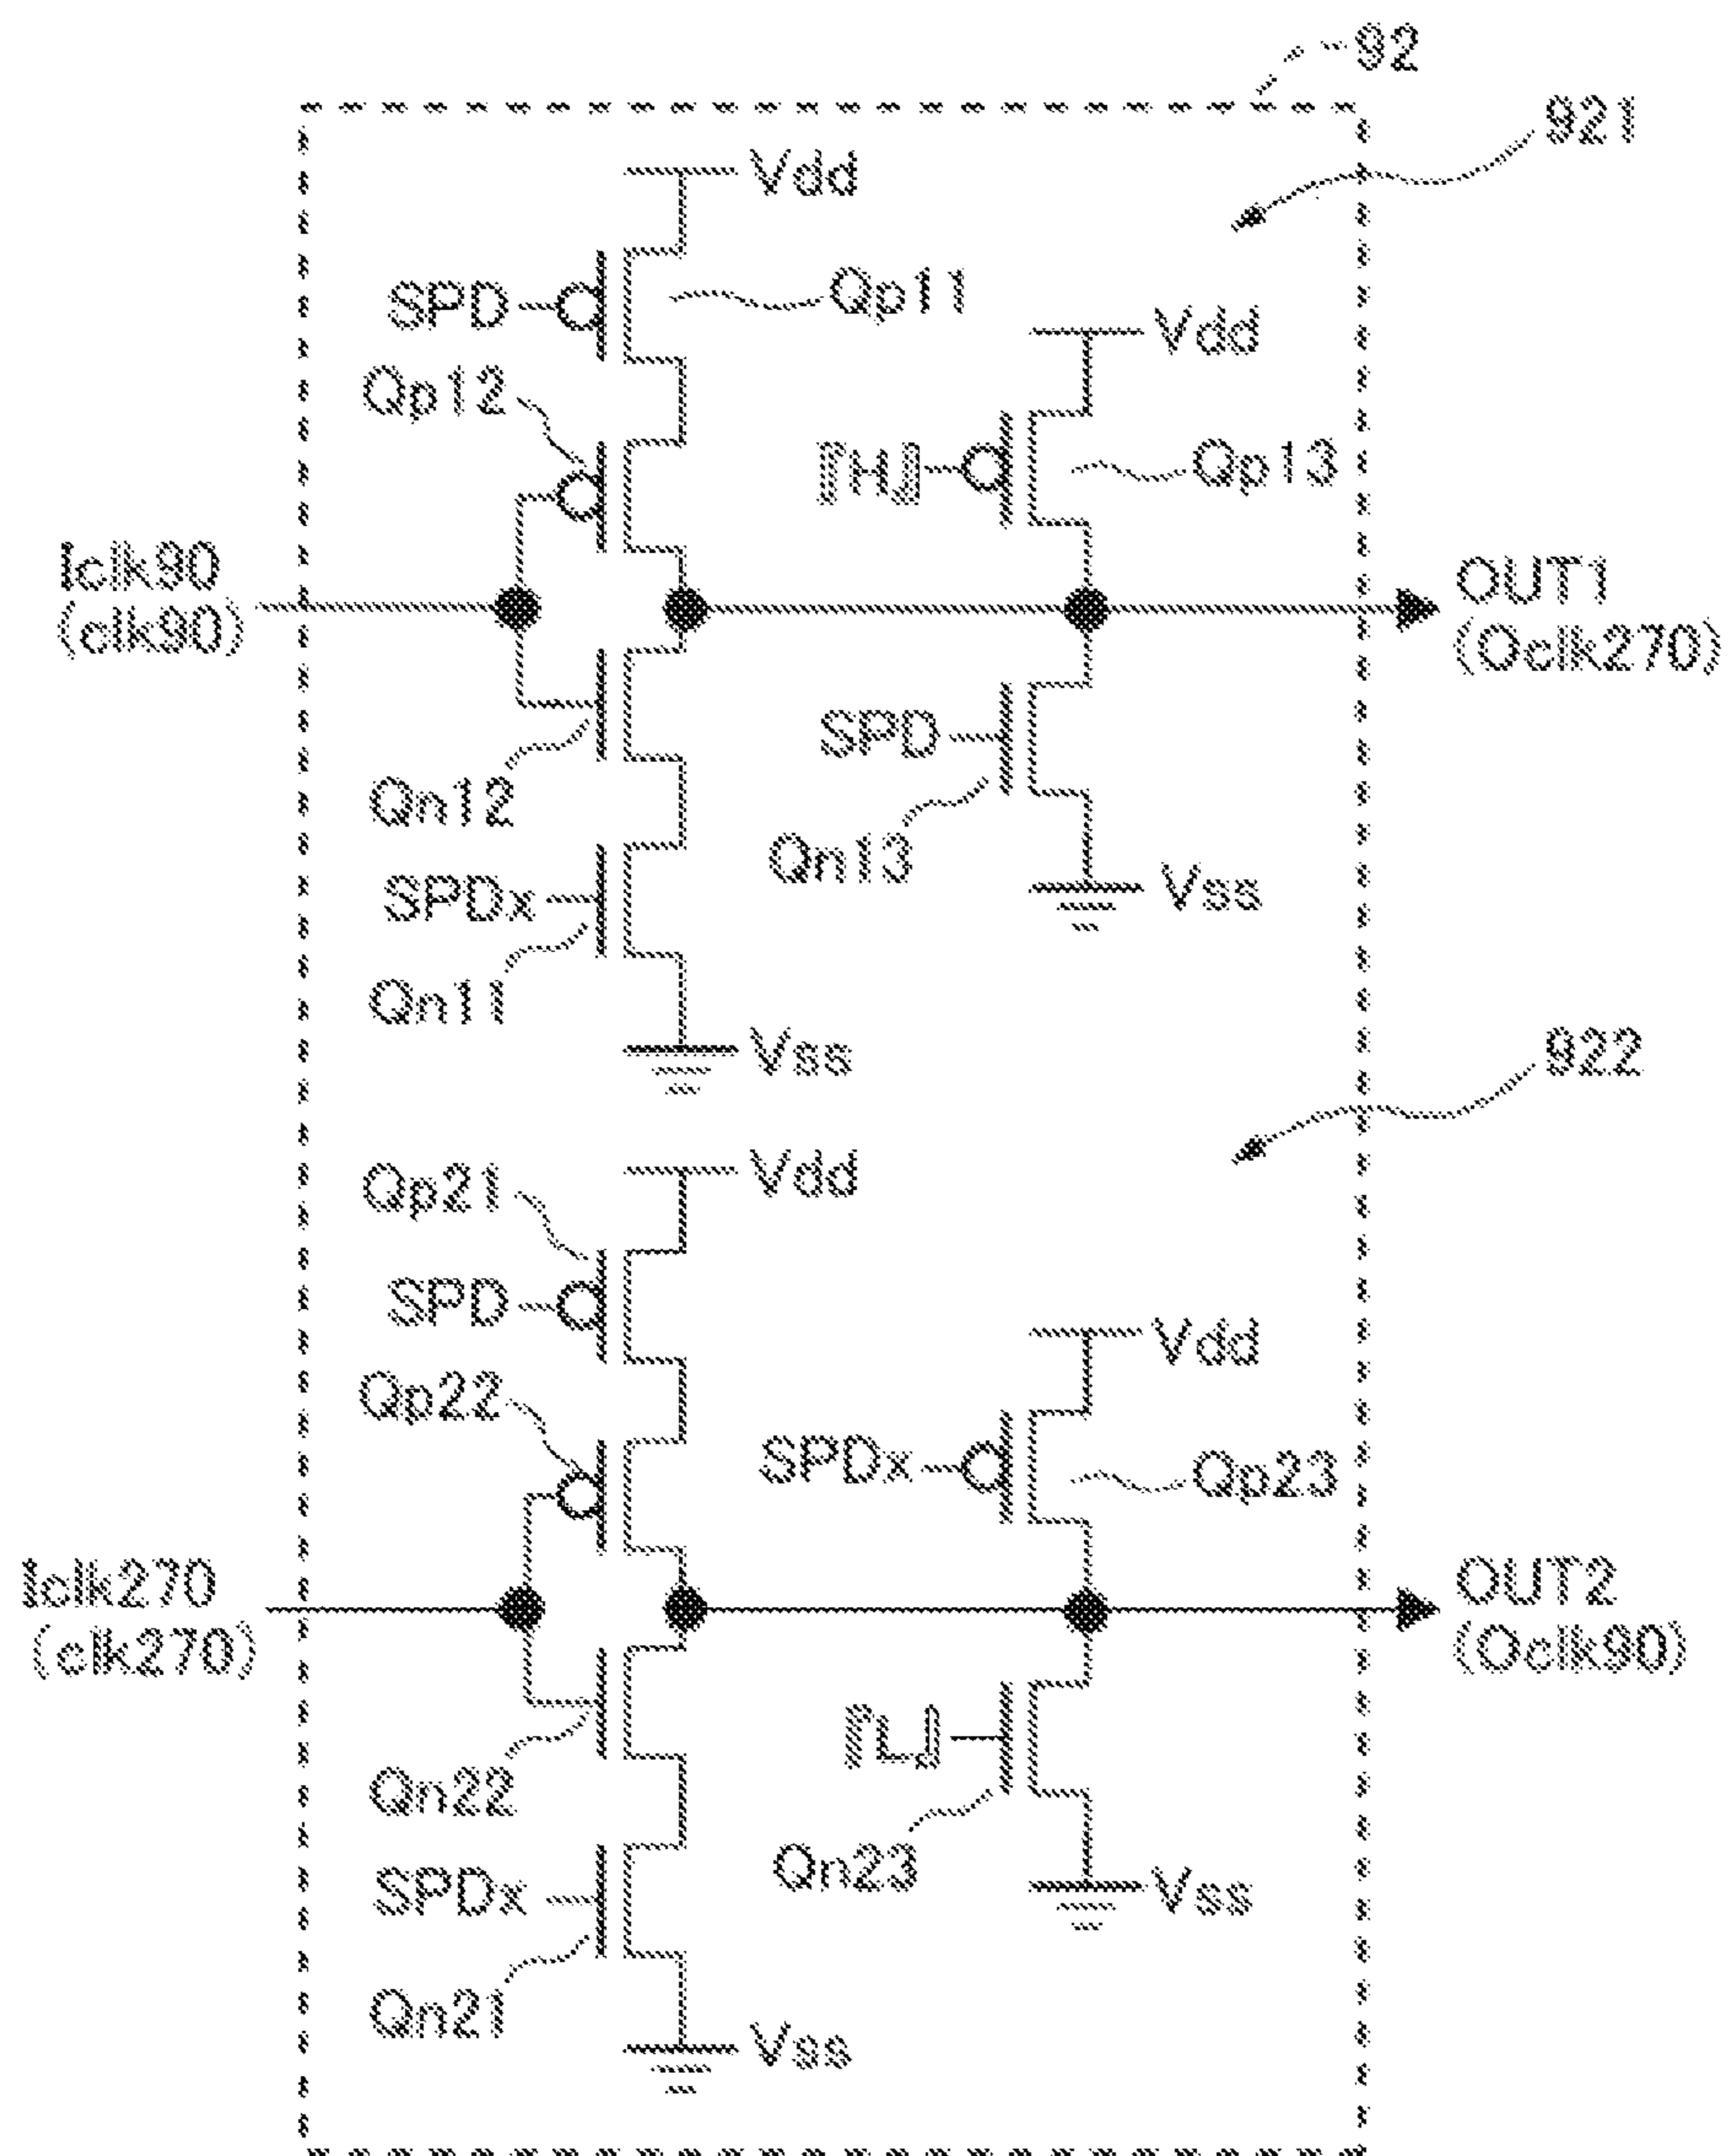 92
921
Vdd
SPD
Qp11
Vdd
Qp12
『H』
Qp13
Iclk90
(clk90)
OUT1
(Oclk270)
SPD
Qn12
Qn13
SPDx
Vss
Qn11
Vss
922
Qp21
Vdd
SPD
Vdd
Qp22
SPDx
Qp23
Iclk270
(clk270)
OUT2
(Oclk90)
『L』
Qn22
Qn23
SPDx
Vss
Qn21
Vss